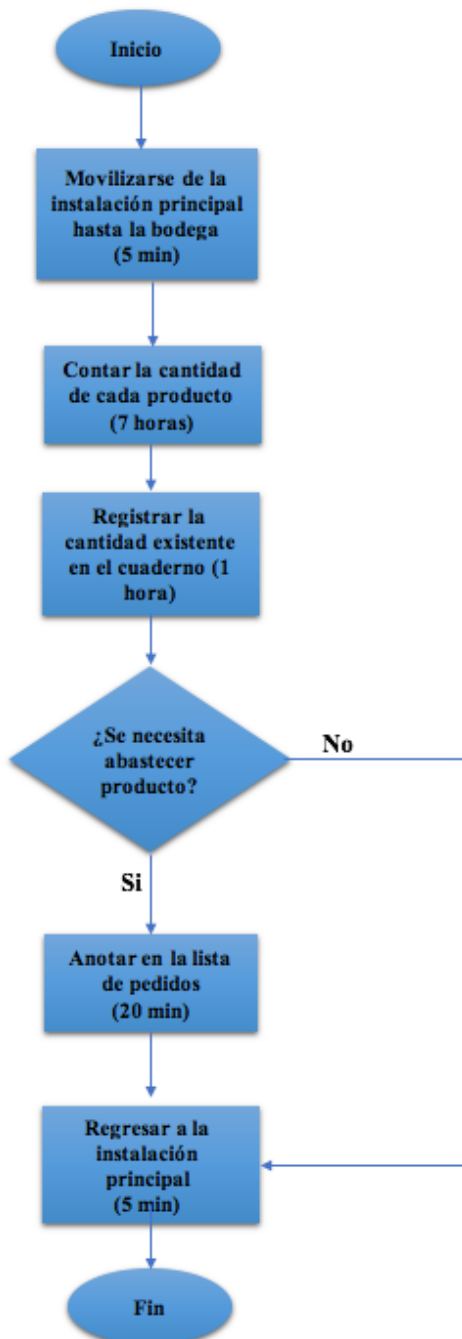 Inicio
Movilizarse de la
instalación principal
hasta la bodega
(5 min)
Contar la cantidad
de cada producto
(7 horas)
Registrar la
cantidad existente
en el cuaderno (1
hora)
¿Se necesita
abastecer
producto?
No
Si
Anotar en la lista
de pedidos
(20 min)
Regresar a la
instalación
principal
(5 min)
Fin